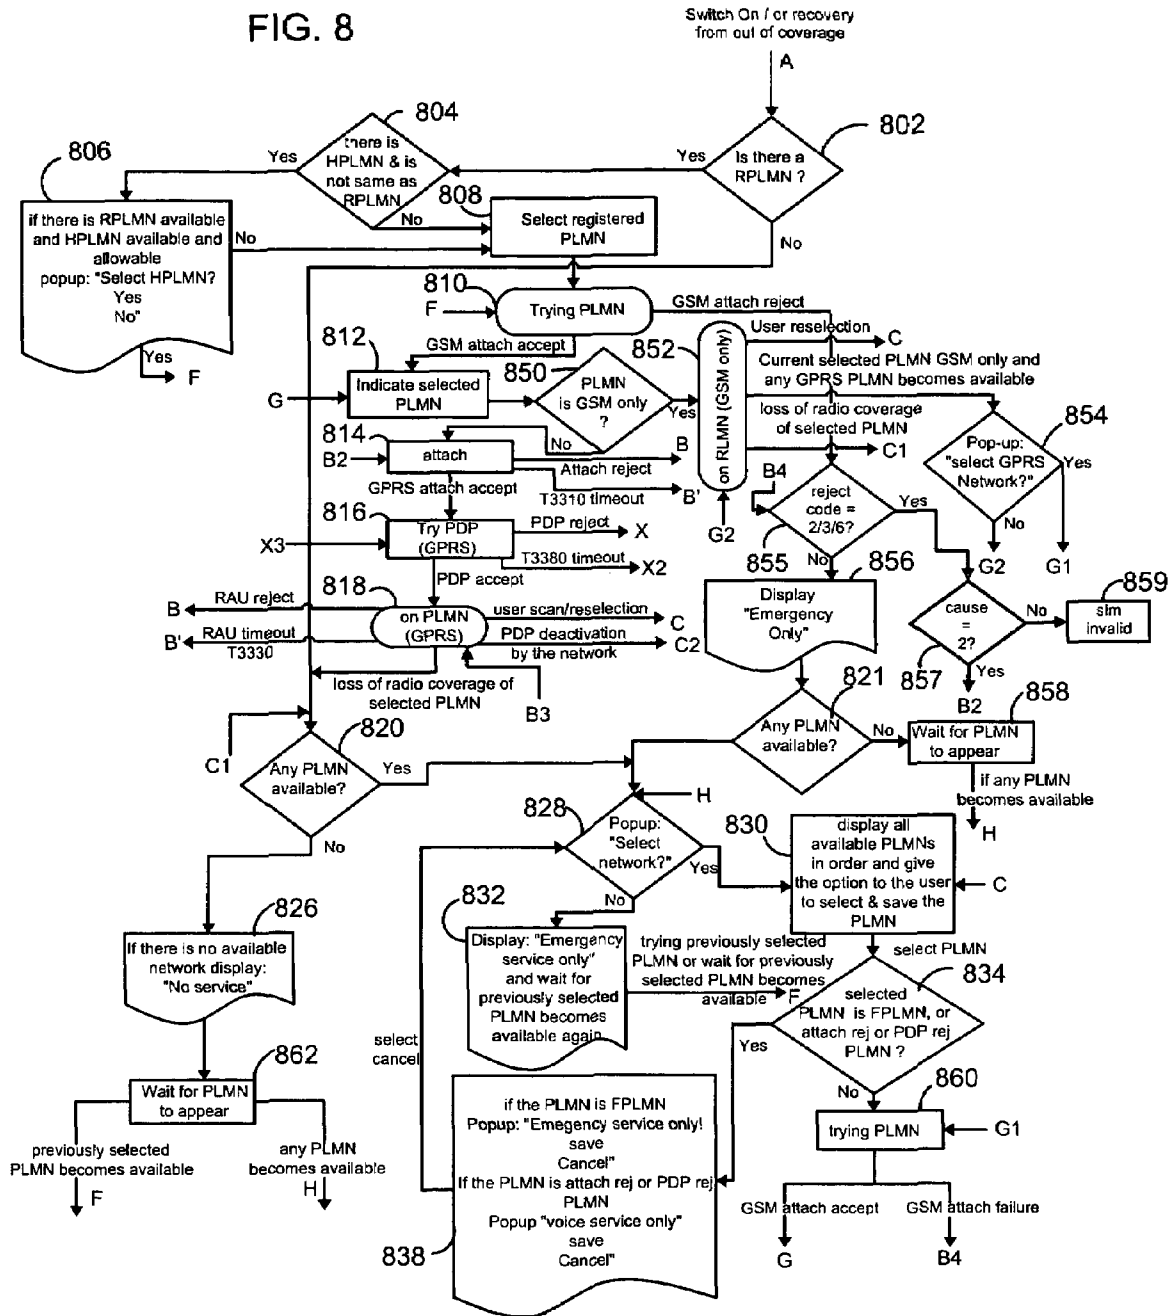 FIG. 8
Switch On / or recovery
from out of coverage
A
802
Is there a
RPLMN ?
Yes
No
804
there is
HPLMN & is
not same as
RPLMN
Yes
No
806
if there is RPLMN available
and HPLMN available and
allowable
popup: "Select HPLMN?
Yes
No"
No
Yes
F
808
Select registered
PLMN
810
Trying PLMN
F
GSM attach reject
GSM attach accept
812
Indicate selected
PLMN
G
850
PLMN
is GSM only
?
Yes
No
852
on RLMN (GSM only)
User reselection
C
Current selected PLMN GSM only and
any GPRS PLMN becomes available
loss of radio coverage
of selected PLMN
C1
G2
854
Pop-up:
"select GPRS
Network?"
Yes
No
G2
G1
814
attach
B2
B
Attach reject
T3310 timeout
B'
GPRS attach accept
816
Try PDP
(GPRS)
X3
PDP reject
X
T3380 timeout
X2
PDP accept
818
on PLMN
(GPRS)
B
RAU reject
B'
RAU timeout
T3330
user scan/reselection
C
PDP deactivation
by the network
C2
loss of radio coverage of
selected PLMN
B3
B4
reject
code =
2/3/6?
855
Yes
No
856
Display
"Emergency
Only"
cause
=
2?
857
No
Yes
B2
859
sim
invalid
821
Any PLMN
available?
No
858
Wait for PLMN
to appear
if any PLMN
becomes available
H
C1
820
Any PLMN
available?
Yes
No
828
H
Popup:
"Select
network?"
Yes
No
830
display all
available PLMNs
in order and give
the option to the user
to select & save the
PLMN
C
select PLMN
826
If there is no available
network display:
"No service"
832
Display: "Emergency
service only"
and wait for
previously selected
PLMN becomes
available again
trying previously selected
PLMN or wait for previously
selected PLMN becomes
available
F
834
selected
PLMN is FPLMN, or
attach rej or PDP rej
PLMN ?
Yes
No
select
cancel
862
Wait for PLMN
to appear
previously selected
PLMN becomes available
F
any PLMN
becomes available
H
838
if the PLMN is FPLMN
Popup: "Emegency service only!
save
Cancel"
If the PLMN is attach rej or PDP rej
PLMN
Popup "voice service only"
save
Cancel"
860
trying PLMN
G1
GSM attach accept
G
GSM attach failure
B4